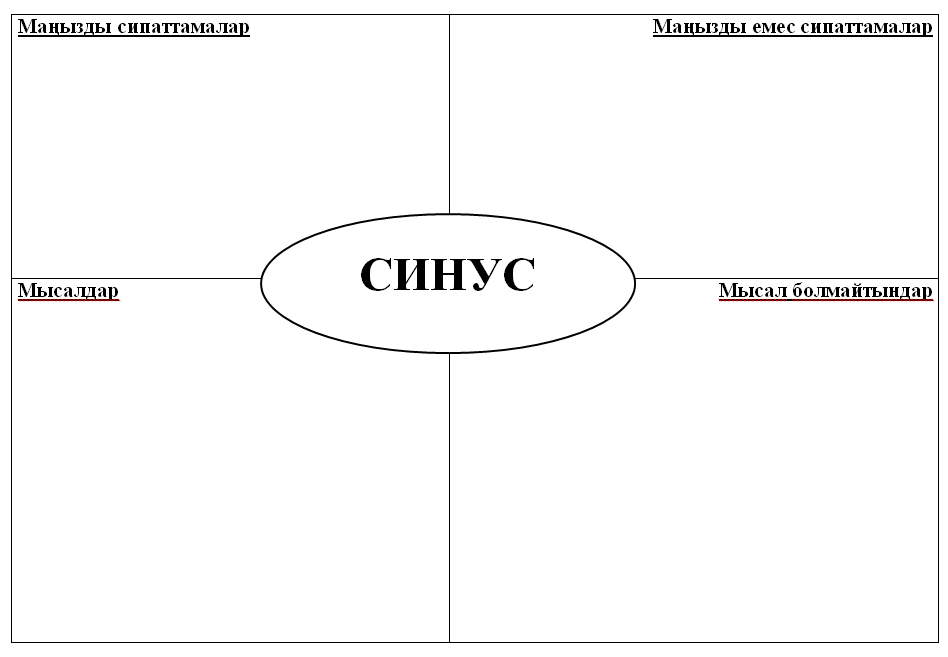 Маңызды сипаттамалар
Маңызды емес сипаттамалар
СИНУС
Мысалдар
Мысал болмайтындар